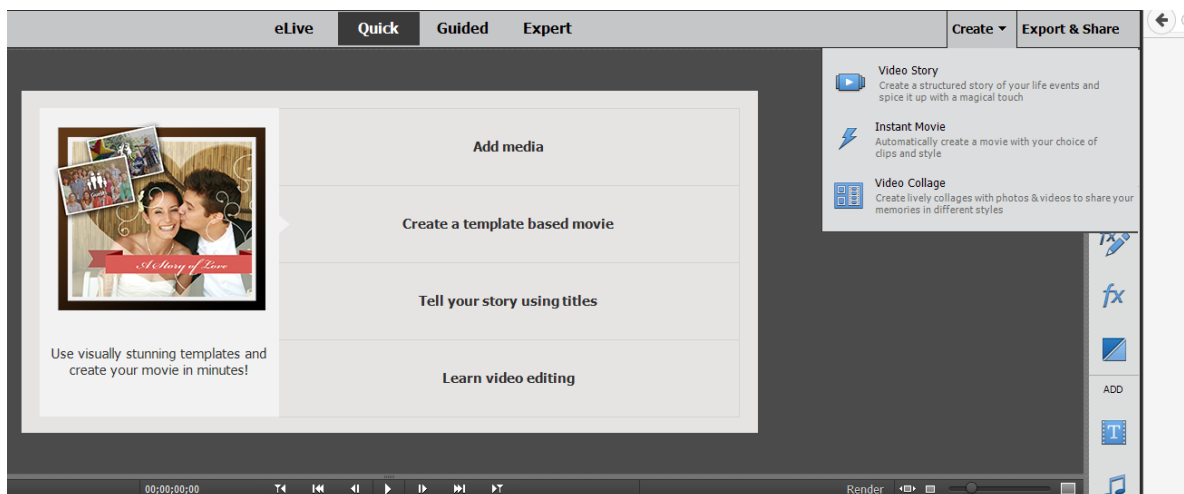 eLive Quick Guided Expert Create Export & Share
Video Story
Create a structured story of your life events and
spice it up with a magical touch
Instant Movie
Automatically create a movie with your choice of
clips and style
Video Collage
Create lively collages with photos & videos to share your
memories in different styles
A Story of Love
Use visually stunning templates and
create your movie in minutes!
Add media
Create a template based movie
Tell your story using titles
Learn video editing
fx
fx
ADD
T
00;00;00;00
Render